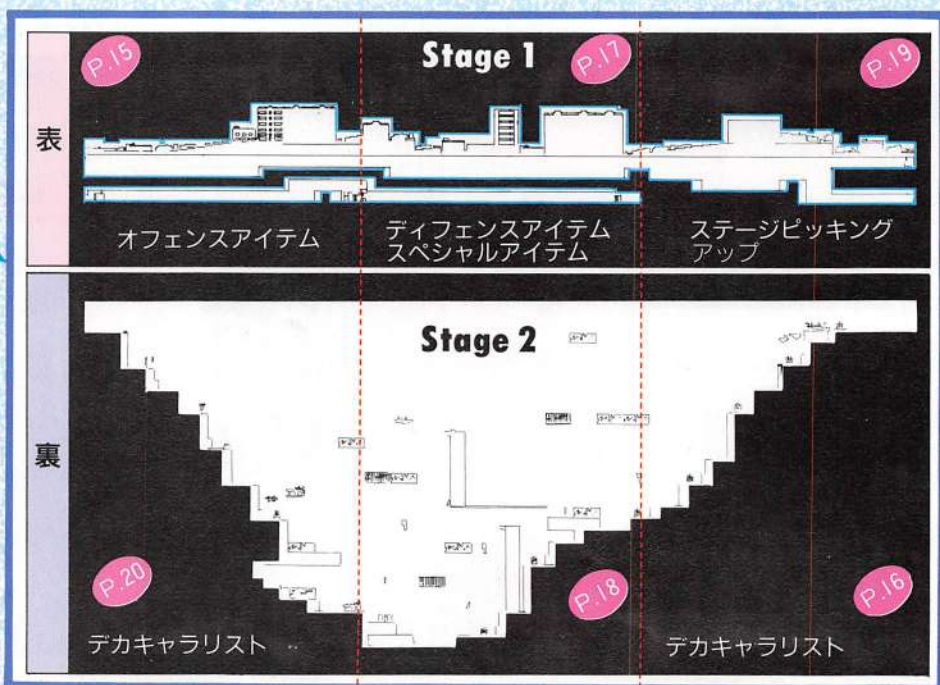 表
P.15
Stage 1
P.17
P.19
オフェンスアイテム
ディフェンスアイテム
スペシャルアイテム
ステージピッキング
アップ
裏
Stage 2
P.20
P.18
P.16
デカキャラリスト
デカキャラリスト